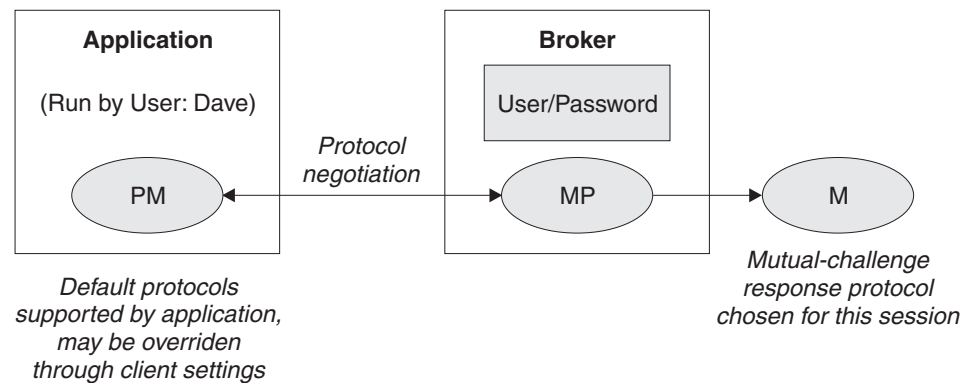 Application
(Run by User: Dave)
PM
Default protocols
supported by application,
may be overriden
through client settings
Protocol
negotiation
Broker
User/Password
MP
M
Mutual-challenge
response protocol
chosen for this session